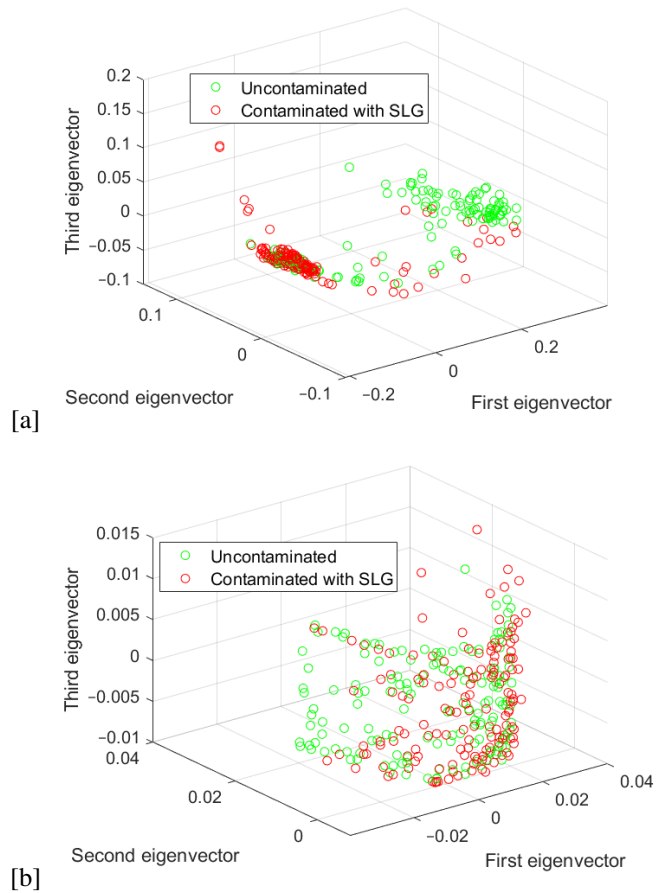 0.2
0.15
0.1
0.05
0
−0.05
−0.1
Third eigenvector
Uncontaminated
Contaminated with SLG
0.1
0
−0.1
Second eigenvector
−0.2
0
0.2
First eigenvector
[a]
0.015
0.01
0.005
0
−0.005
−0.01
Third eigenvector
Uncontaminated
Contaminated with SLG
0.04
0.02
0
Second eigenvector
−0.02
0
0.02
0.04
First eigenvector
[b]